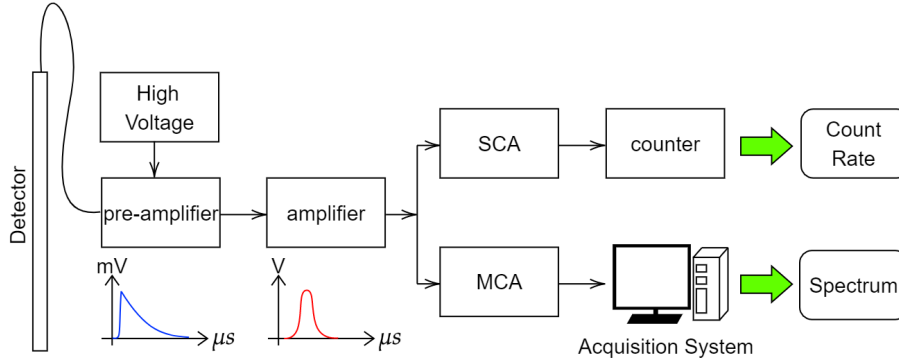 Detector
High
Voltage
pre-amplifier
amplifier
SCA
counter
Count
Rate
mV
μs
V
μs
MCA
Acquisition System
Spectrum